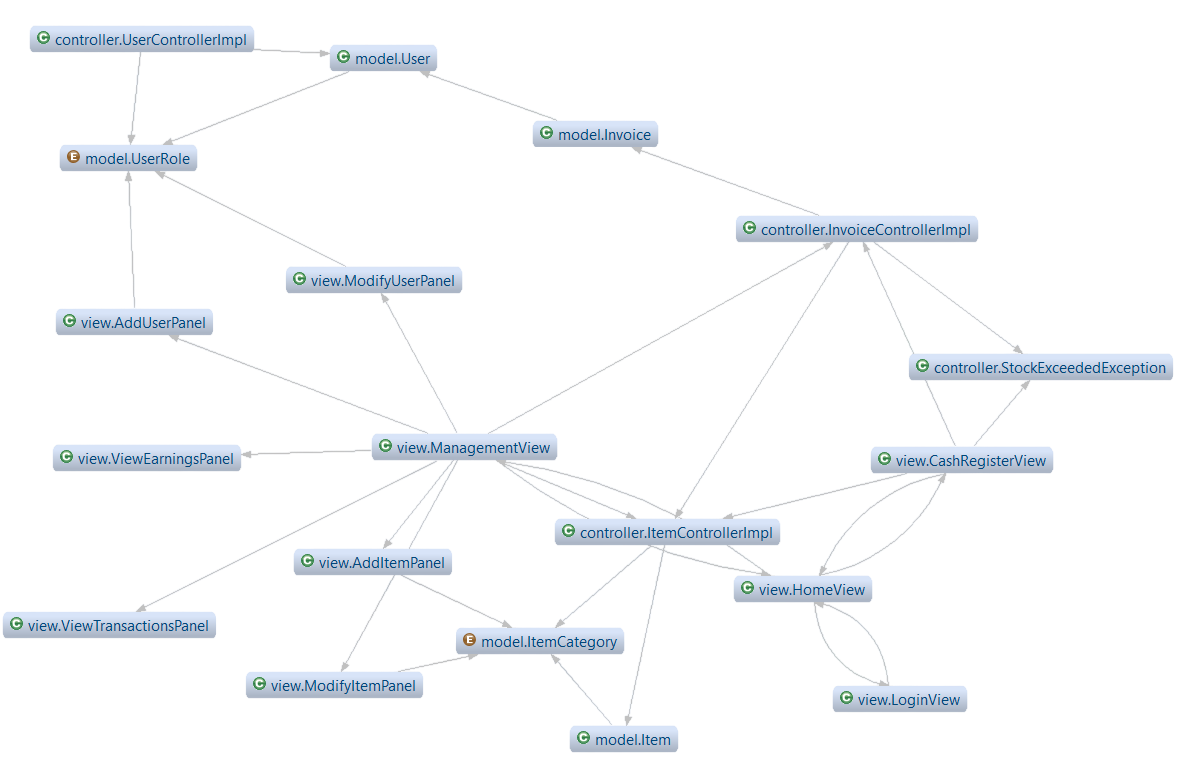 C controller.UserControllerImpl
C model.User
C model.Invoice
E model.UserRole
C controller.InvoiceControllerImpl
C view.ModifyUserPanel
C view.AddUserPanel
C controller.StockExceededException
C view.ManagementView
C view.ViewEarningsPanel
C view.CashRegisterView
C controller.ItemControllerImpl
C view.AddItemPanel
C view.HomeView
C view.ViewTransactionsPanel
E model.ItemCategory
C view.ModifyItemPanel
C view.LoginView
C model.Item